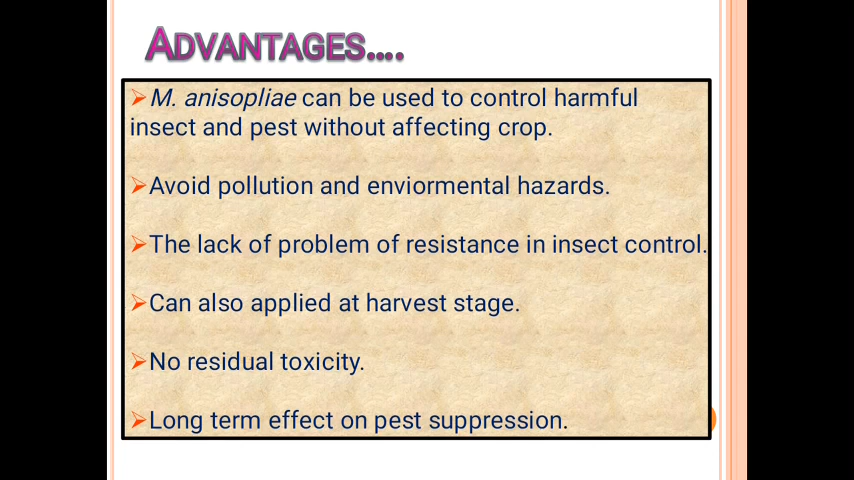 ADVANTAGES....
➢M. anisopliae can be used to control harmful
insect and pest without affecting crop.
➢Avoid pollution and enviormental hazards.
➢The lack of problem of resistance in insect control.
➢Can also applied at harvest stage.
➢No residual toxicity.
➢Long term effect on pest suppression.